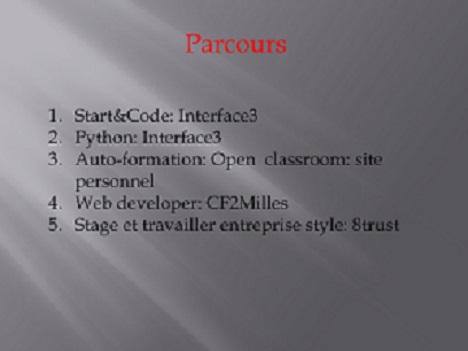 Parcours
1. Start&Code: Interface3
2. Python: Interface3
3. Auto-formation: Open classroom: site
personnel
4. Web developer: CF2Milles
5. Stage et travailler entreprise style: 8trust